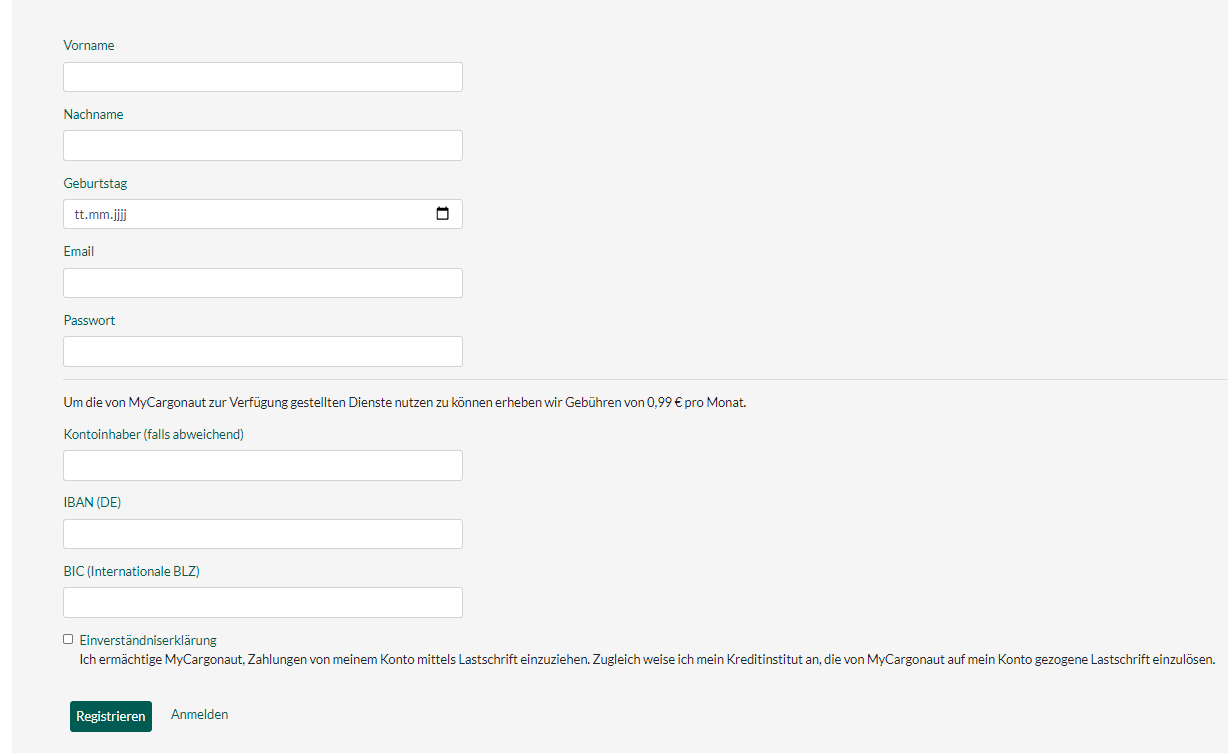 Vorname
Nachname
Geburtstag
tt.mm.jjjj
Email
Passwort
Um die von MyCargonaut zur Verfügung gestellten Dienste nutzen zu können erheben wir Gebühren von 0,99 € pro Monat.
Kontoinhaber (falls abweichend)
IBAN (DE)
BIC (Internationale BLZ)
Einverständniserklärung
Ich ermächtige MyCargonaut, Zahlungen von meinem Konto mittels Lastschrift einzuziehen. Zugleich weise ich mein Kreditinstitut an, die von MyCargonaut auf mein Konto gezogene Lastschrift einzulösen.
Registrieren Anmelden